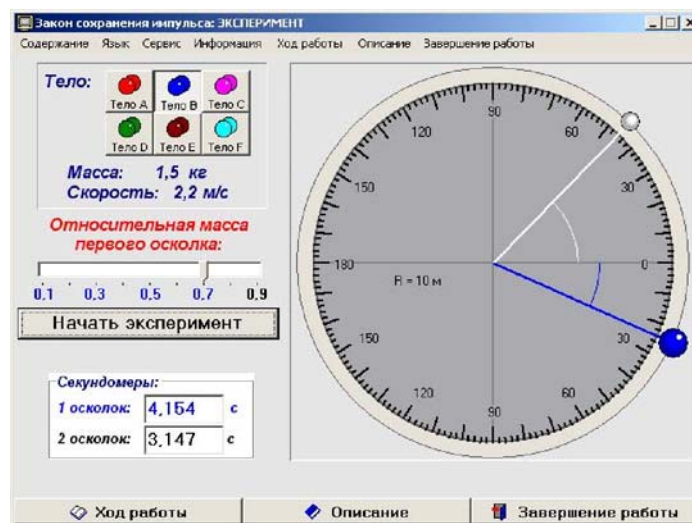 Закон сохранения импульса: ЭКСПЕРИМЕНТ
Содержание Язык Сервис Информация Ход работы Описание Завершение работы
Тело:
Тело A Тело B Тело C
Тело D Тело E Тело F
Масса: 1,5 кг
Скорость: 2,2 м/с
Относительная масса
первого осколка:
0.1 0.3 0.5 0.7 0.9
Начать эксперимент
Секундомеры:
1 осколок: 4,154 с
2 осколок: 3,147 с
90
120 60
150 30
180 R = 10 м 0
150 30
120 60
90
Ход работы Описание Завершение работы